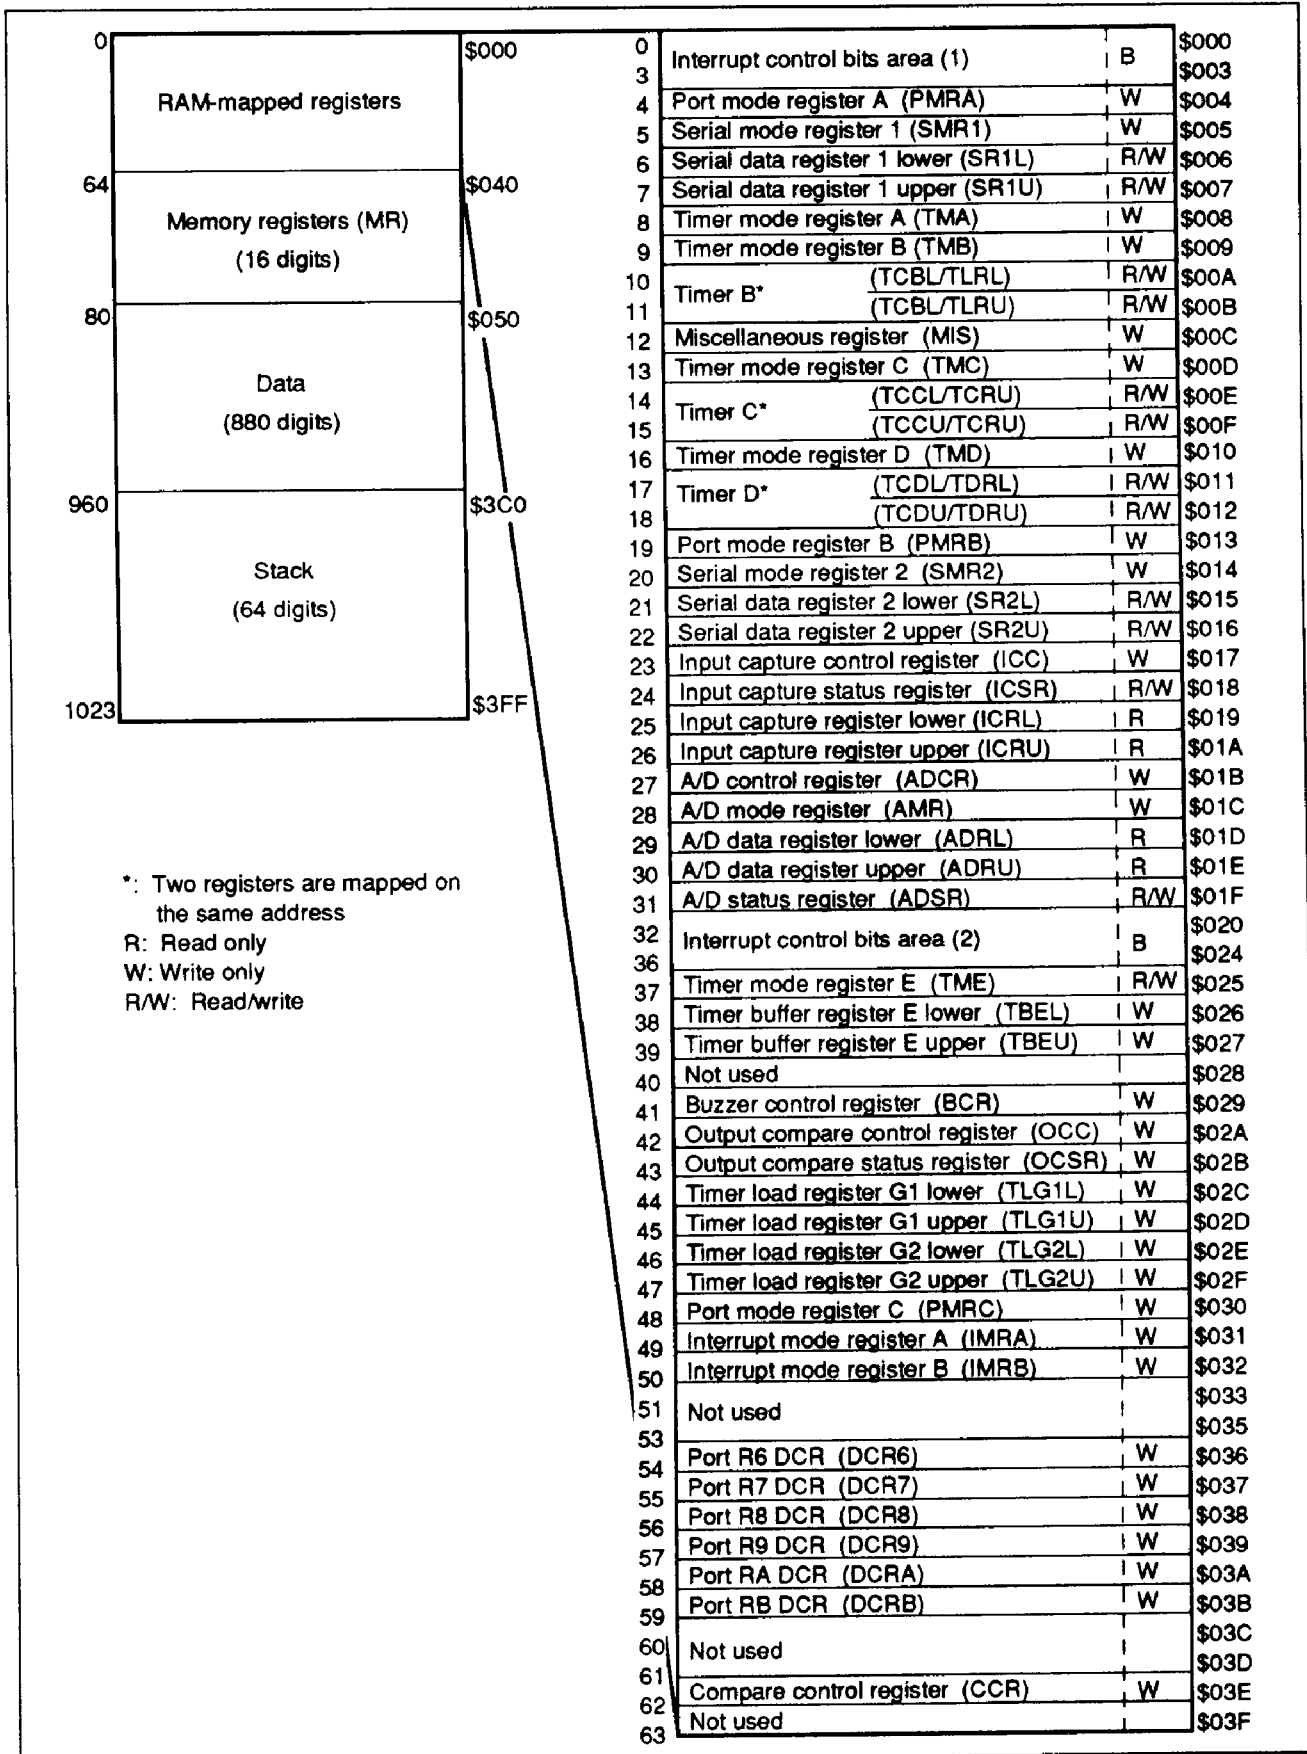 0 $000
RAM-mapped registers
64 $040
Memory registers (MR)
(16 digits)
80 $050
Data
(880 digits)
960 $3C0
Stack
(64 digits)
1023 $3FF
*: Two registers are mapped on
the same address
R: Read only
W: Write only
R/W: Read/write
0 $000
Interrupt control bits area (1) B
3 $003
4 Port mode register A (PMRA) W $004
5 Serial mode register 1 (SMR1) W $005
6 Serial data register 1 lower (SR1L) R/W $006
7 Serial data register 1 upper (SR1U) R/W $007
8 Timer mode register A (TMA) W $008
9 Timer mode register B (TMB) W $009
10 (TCBL/TLRL) R/W $00A
Timer B*
11 (TCBL/TLRU) R/W $00B
12 Miscellaneous register (MIS) W $00C
13 Timer mode register C (TMC) W $00D
14 (TCCL/TCRU) R/W $00E
Timer C*
15 (TCCU/TCRU) R/W $00F
16 Timer mode register D (TMD) W $010
17 Timer D* (TCDL/TDRL) R/W $011
18 (TCDU/TDRU) R/W $012
19 Port mode register B (PMRB) W $013
20 Serial mode register 2 (SMR2) W $014
21 Serial data register 2 lower (SR2L) R/W $015
22 Serial data register 2 upper (SR2U) R/W $016
23 Input capture control register (ICC) W $017
24 Input capture status register (ICSR) R/W $018
25 Input capture register lower (ICRL) R $019
26 Input capture register upper (ICRU) R $01A
27 A/D control register (ADCR) W $01B
28 A/D mode register (AMR) W $01C
29 A/D data register lower (ADRL) R $01D
30 A/D data register upper (ADRU) R $01E
31 A/D status register (ADSR) R/W $01F
32 $020
Interrupt control bits area (2) B
36 $024
37 Timer mode register E (TME) R/W $025
38 Timer buffer register E lower (TBEL) W $026
39 Timer buffer register E upper (TBEU) W $027
40 Not used $028
41 Buzzer control register (BCR) W $029
42 Output compare control register (OCC) W $02A
43 Output compare status register (OCSR) W $02B
44 Timer load register G1 lower (TLG1L) W $02C
45 Timer load register G1 upper (TLG1U) W $02D
46 Timer load register G2 lower (TLG2L) W $02E
47 Timer load register G2 upper (TLG2U) W $02F
48 Port mode register C (PMRC) W $030
49 Interrupt mode register A (IMRA) W $031
50 Interrupt mode register B (IMRB) W $032
51 $033
Not used
53 $035
54 Port R6 DCR (DCR6) W $036
55 Port R7 DCR (DCR7) W $037
56 Port R8 DCR (DCR8) W $038
57 Port R9 DCR (DCR9) W $039
58 Port RA DCR (DCRA) W $03A
59 Port RB DCR (DCRB) W $03B
60 $03C
Not used
61 $03D
62 Compare control register (CCR) W $03E
63 Not used $03F